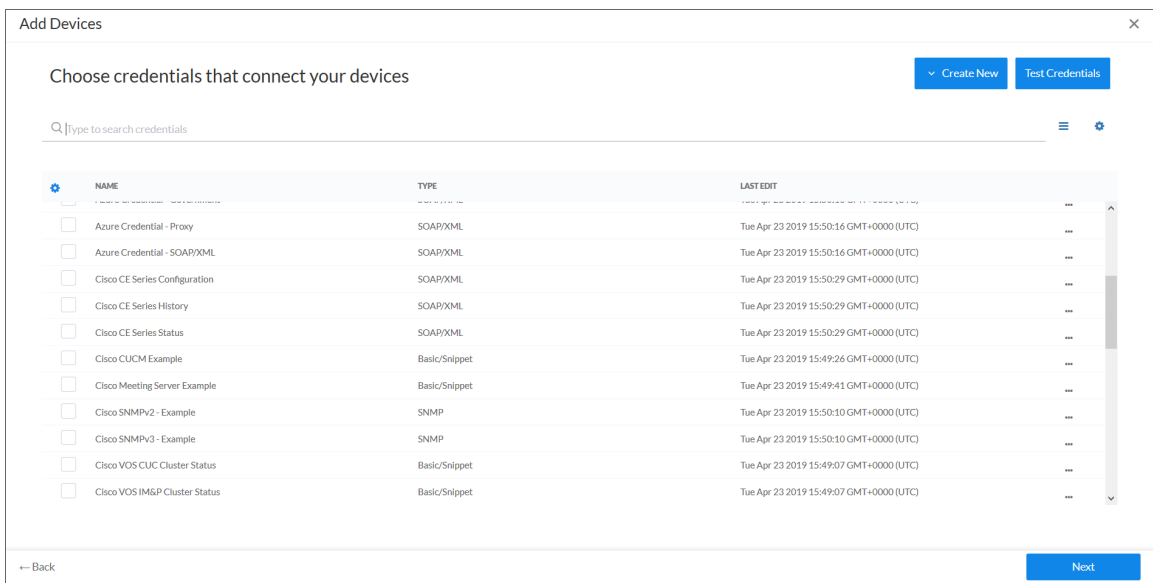 Add Devices
Choose credentials that connect your devices
Create New
Test Credentials
Type to search credentials
NAME TYPE LAST EDIT
Azure Credential - Proxy SOAP/XML Tue Apr 23 2019 15:50:16 GMT+0000 (UTC)
Azure Credential - SOAP/XML SOAP/XML Tue Apr 23 2019 15:50:16 GMT+0000 (UTC)
Cisco CE Series Configuration SOAP/XML Tue Apr 23 2019 15:50:29 GMT+0000 (UTC)
Cisco CE Series History SOAP/XML Tue Apr 23 2019 15:50:29 GMT+0000 (UTC)
Cisco CE Series Status SOAP/XML Tue Apr 23 2019 15:50:29 GMT+0000 (UTC)
Cisco CUCM Example Basic/Snippet Tue Apr 23 2019 15:49:26 GMT+0000 (UTC)
Cisco Meeting Server Example Basic/Snippet Tue Apr 23 2019 15:49:41 GMT+0000 (UTC)
Cisco SNMPv2 - Example SNMP Tue Apr 23 2019 15:50:10 GMT+0000 (UTC)
Cisco SNMPv3 - Example SNMP Tue Apr 23 2019 15:50:10 GMT+0000 (UTC)
Cisco VOS CUC Cluster Status Basic/Snippet Tue Apr 23 2019 15:49:07 GMT+0000 (UTC)
Cisco VOS IM&P Cluster Status Basic/Snippet Tue Apr 23 2019 15:49:07 GMT+0000 (UTC)
←Back
Next